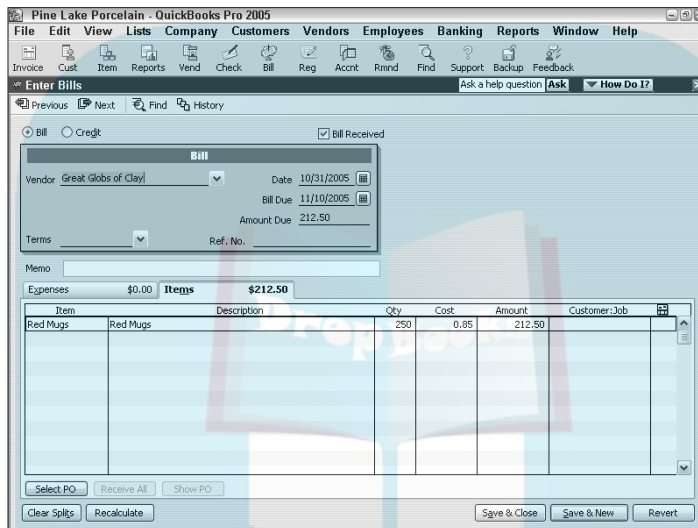 Pine Lake Porcelain - QuickBooks Pro 2005
File Edit View Lists Company Customers Vendors Employees Banking Reports Window Help
Invoice Cust Item Reports Vend Check Bill Reg Accnt Rmnd Find Support Backup Feedback
Enter Bills Ask a help question Ask How Do I?
Previous Next Find History
Bill Credit Bill Received
Bill
Vendor Great Globs of Clay Date 10/31/2005
Bill Due 11/10/2005
Amount Due 212.50
Terms Ref. No.
Memo
Expenses $0.00 Items $212.50
Item Description Qty Cost Amount Customer:Job
Red Mugs Red Mugs 250 0.85 212.50
DropBooks
Select PO Receive All Show PO
Clear Splits Recalculate Save & Close Save & New Revert